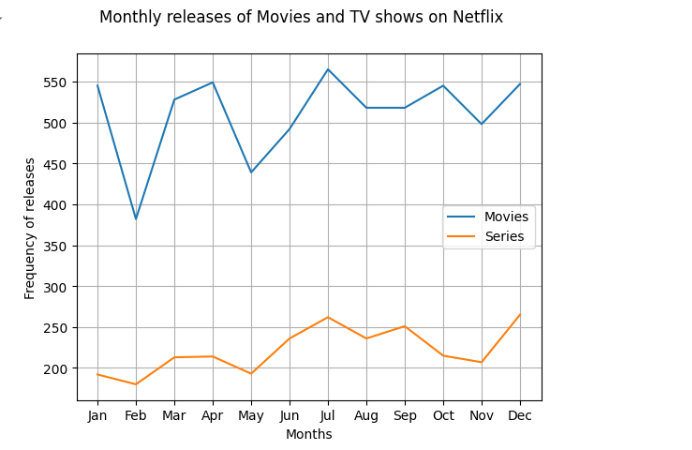 Monthly releases of Movies and TV shows on Netflix
550
500
450
400
350
300
250
200
Frequency of releases
Movies
Series
Jan Feb Mar Apr May Jun Jul Aug Sep Oct Nov Dec
Months